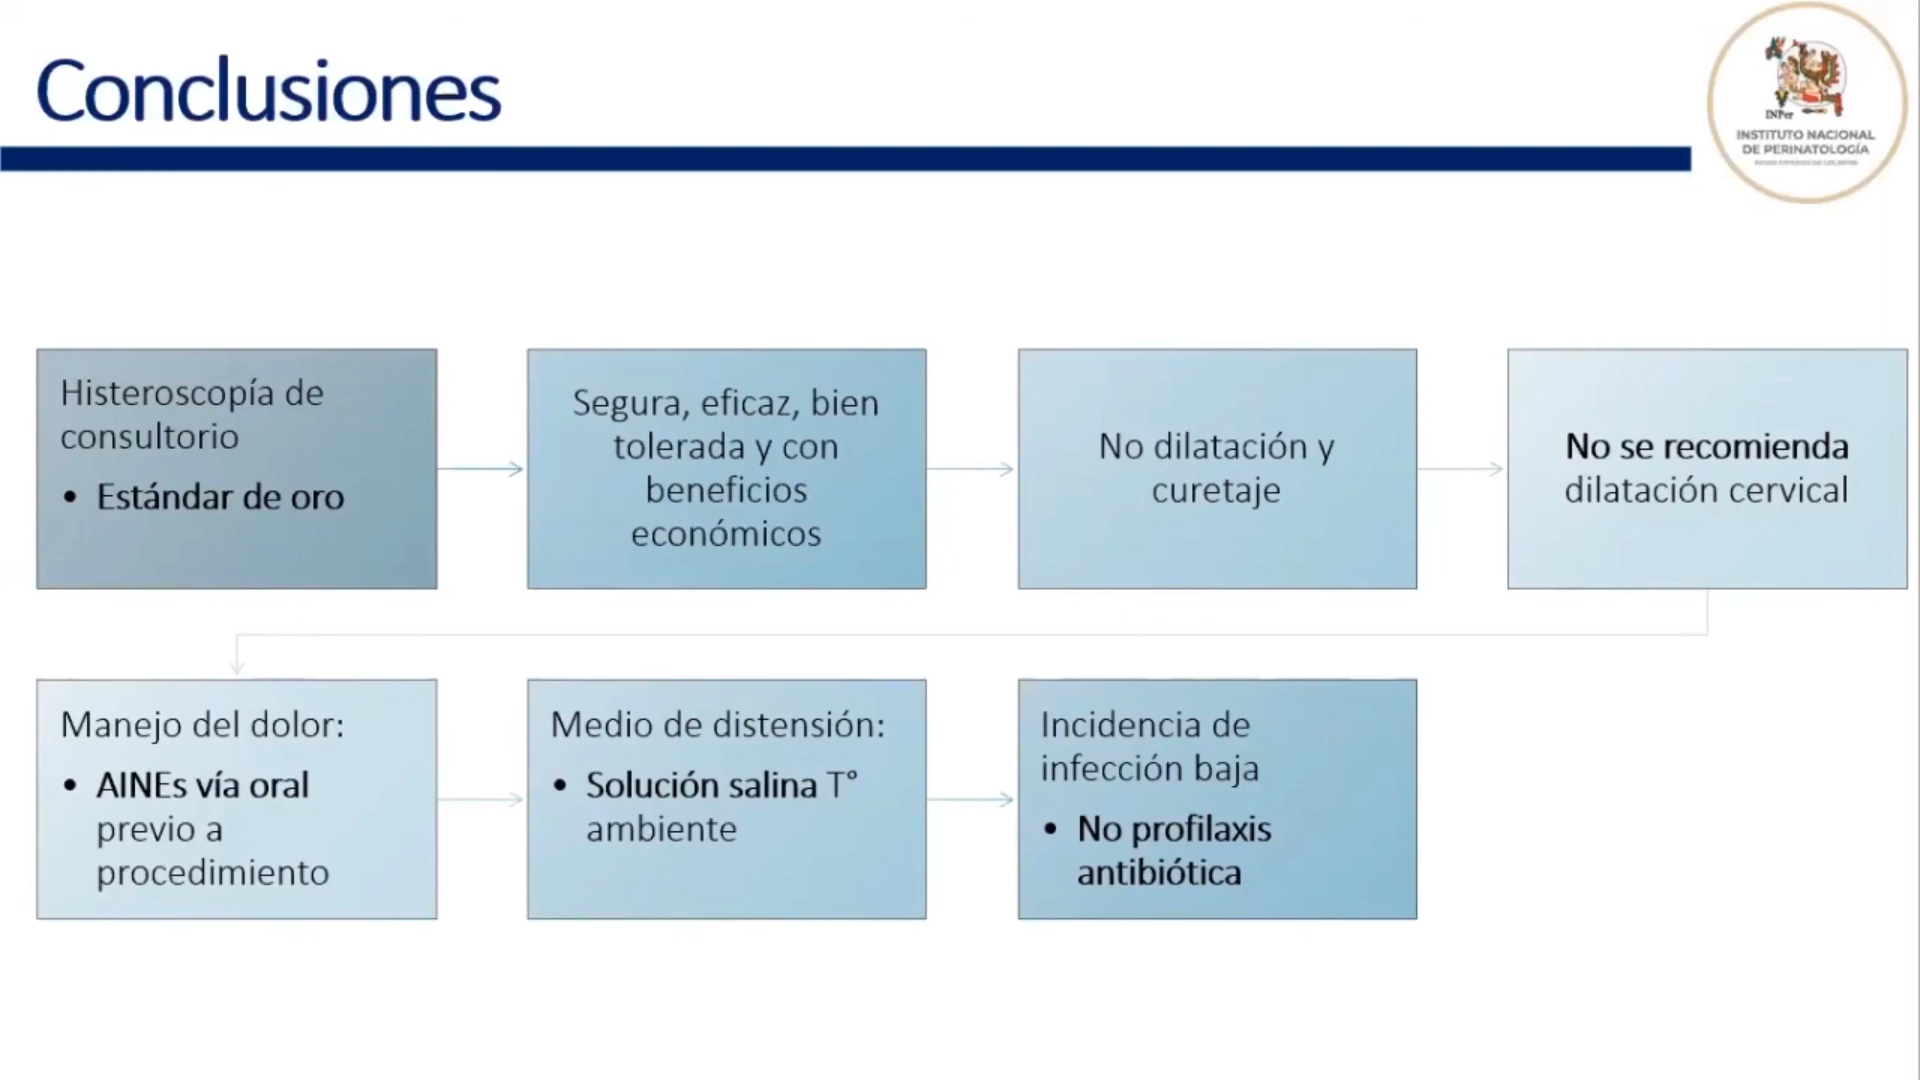 Conclusiones
INPer
INSTITUTO NACIONAL
DE PERINATOLOGÍA
Histeroscopía de
consultorio
• Estándar de oro
Segura, eficaz, bien
tolerada y con
beneficios
económicos
No dilatación y
curetaje
No se recomienda
dilatación cervical
Manejo del dolor:
• AINEs vía oral
previo a
procedimiento
Medio de distensión:
• Solución salina T°
ambiente
Incidencia de
infección baja
• No profilaxis
antibiótica